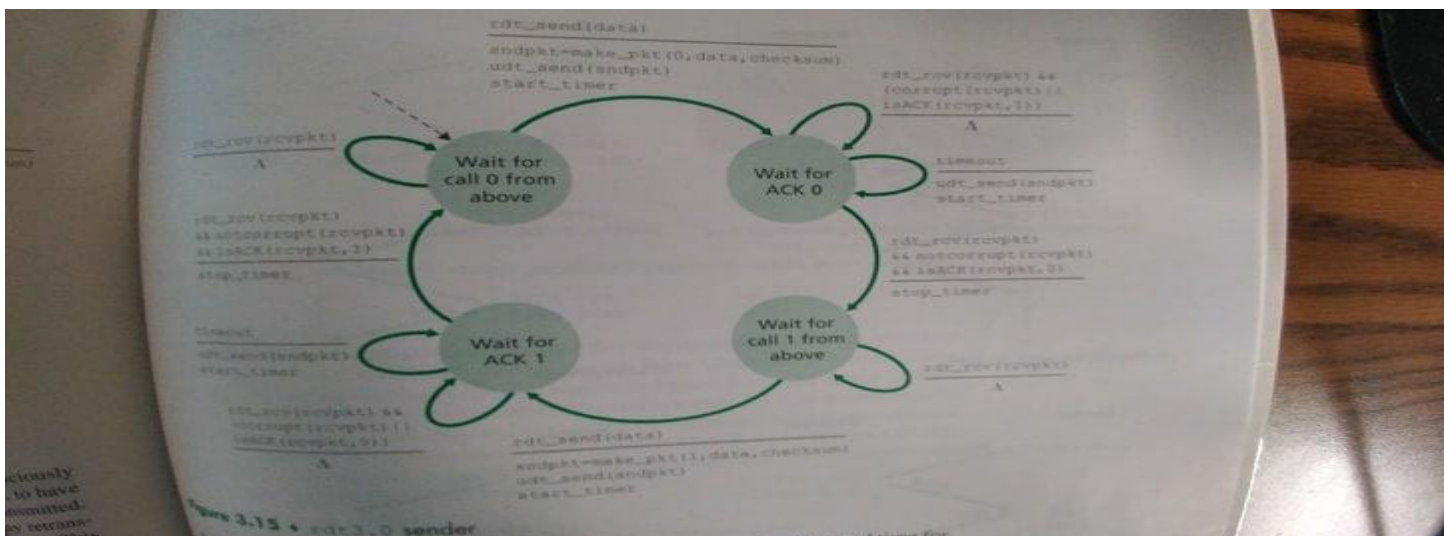 rdt_send(data)
sndpkt=make_pkt(0,data,checksum)
udt_send(sndpkt)
start_timer
rdt_rcv(rcvpkt) &&
(corrupt(rcvpkt)||
isACK(rcvpkt,1))
Λ
rdt_rcv(rcvpkt)
Λ
Wait for
call 0 from
above
Wait for
ACK 0
timeout
udt_send(sndpkt)
start_timer
rdt_rcv(rcvpkt)
&& notcorrupt(rcvpkt)
&& isACK(rcvpkt,1)
stop_timer
rdt_rcv(rcvpkt)
&& notcorrupt(rcvpkt)
&& isACK(rcvpkt,0)
stop_timer
timeout
udt_send(sndpkt)
start_timer
Wait for
ACK 1
Wait for
call 1 from
above
rdt_rcv(rcvpkt)
Λ
rdt_rcv(rcvpkt) &&
(corrupt(rcvpkt)||
isACK(rcvpkt,0))
Λ
rdt_send(data)
sndpkt=make_pkt(1,data,checksum)
udt_send(sndpkt)
start_timer
to have
3.15 ♦ rdt3.0 sender